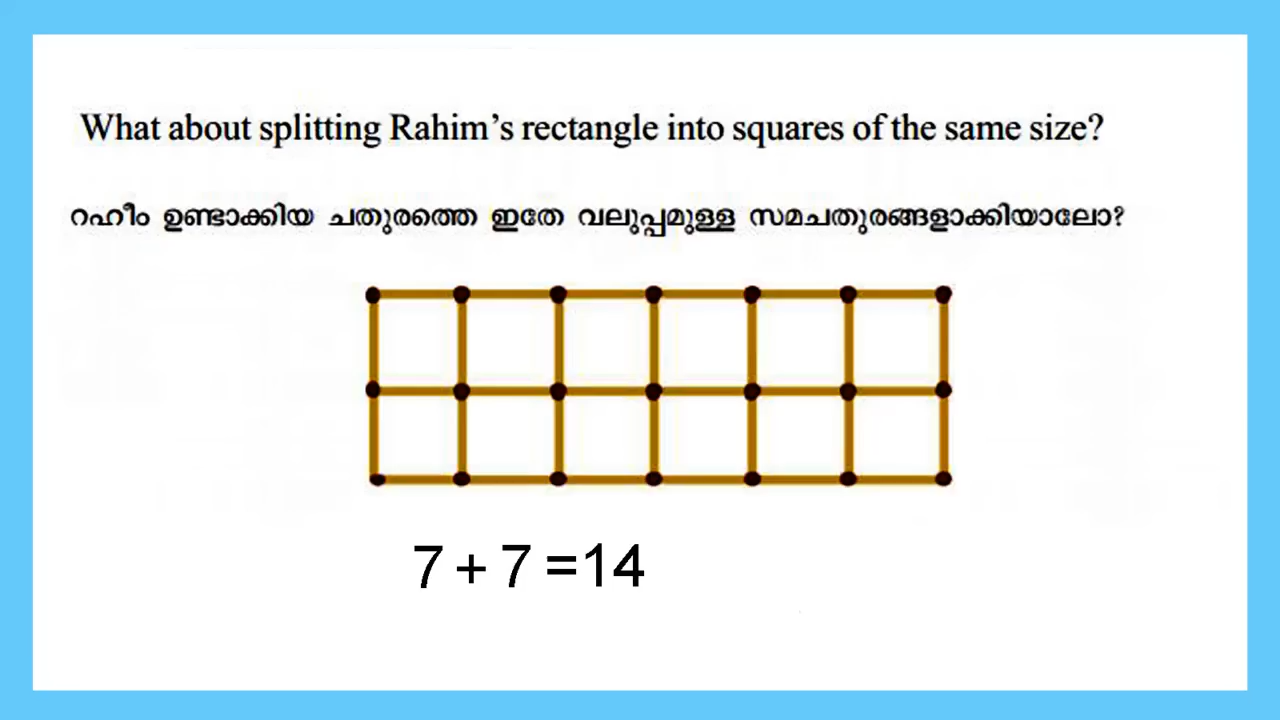 What about splitting Rahim's rectangle into squares of the same size?
റഹീം ഉണ്ടാക്കിയ ചതുരത്തെ ഇതേ വലുപ്പമുള്ള സമചതുരങ്ങളാക്കിയാലോ?
7 + 7 =14